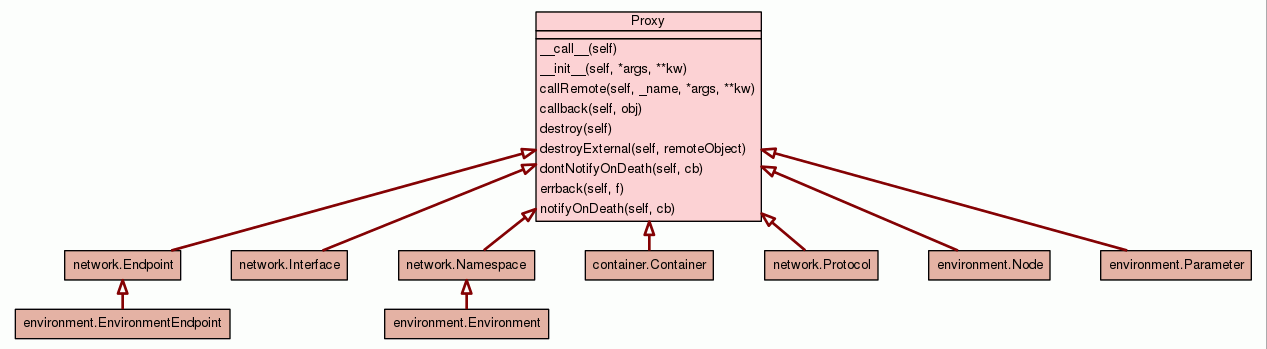 Proxy
__call__(self)
__init__(self, *args, **kw)
callRemote(self, _name, *args, **kw)
callback(self, obj)
destroy(self)
destroyExternal(self, remoteObject)
dontNotifyOnDeath(self, cb)
errback(self, f)
notifyOnDeath(self, cb)
network.Endpoint
network.Interface
network.Namespace
container.Container
network.Protocol
environment.Node
environment.Parameter
environment.EnvironmentEndpoint
environment.Environment